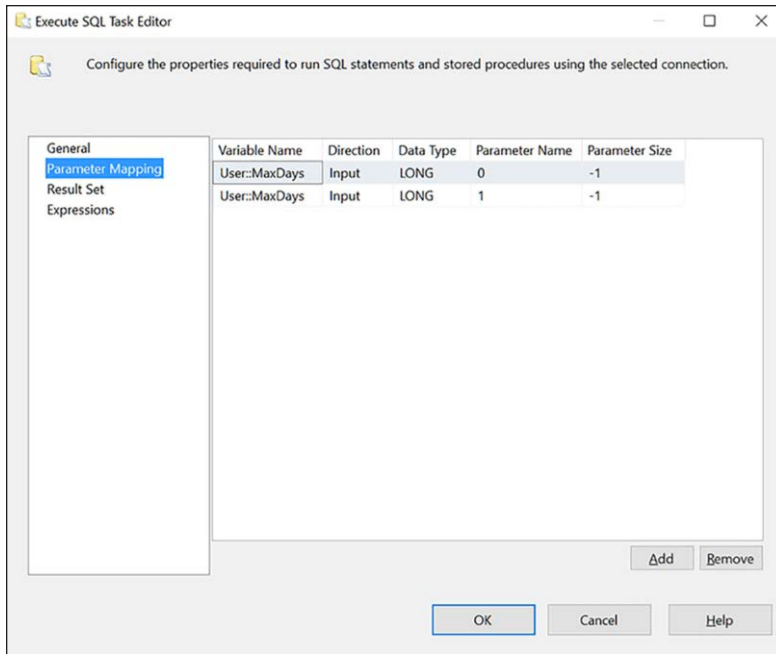 Execute SQL Task Editor
Configure the properties required to run SQL statements and stored procedures using the selected connection.
General
Parameter Mapping
Result Set
Expressions
Variable Name Direction Data Type Parameter Name Parameter Size
User::MaxDays Input LONG 0 -1
User::MaxDays Input LONG 1 -1
Add Remove
OK Cancel Help